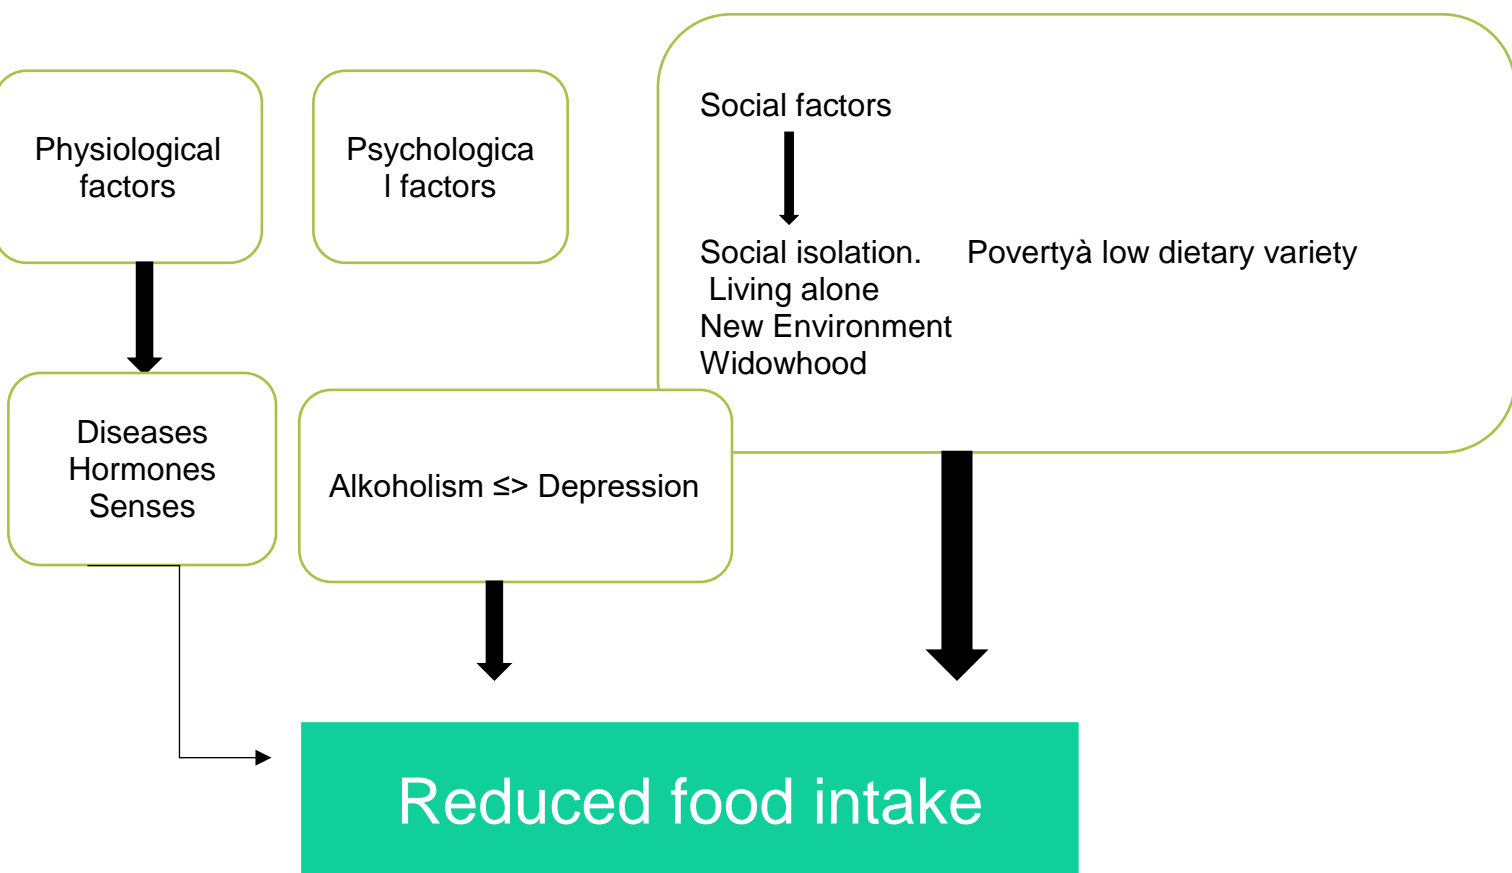 Physiological
factors
Psychologica
l factors
Social factors
Social isolation. Povertyà low dietary variety
Living alone
New Environment
Widowhood
Diseases
Hormones
Senses
Alkoholism ≤> Depression
Reduced food intake